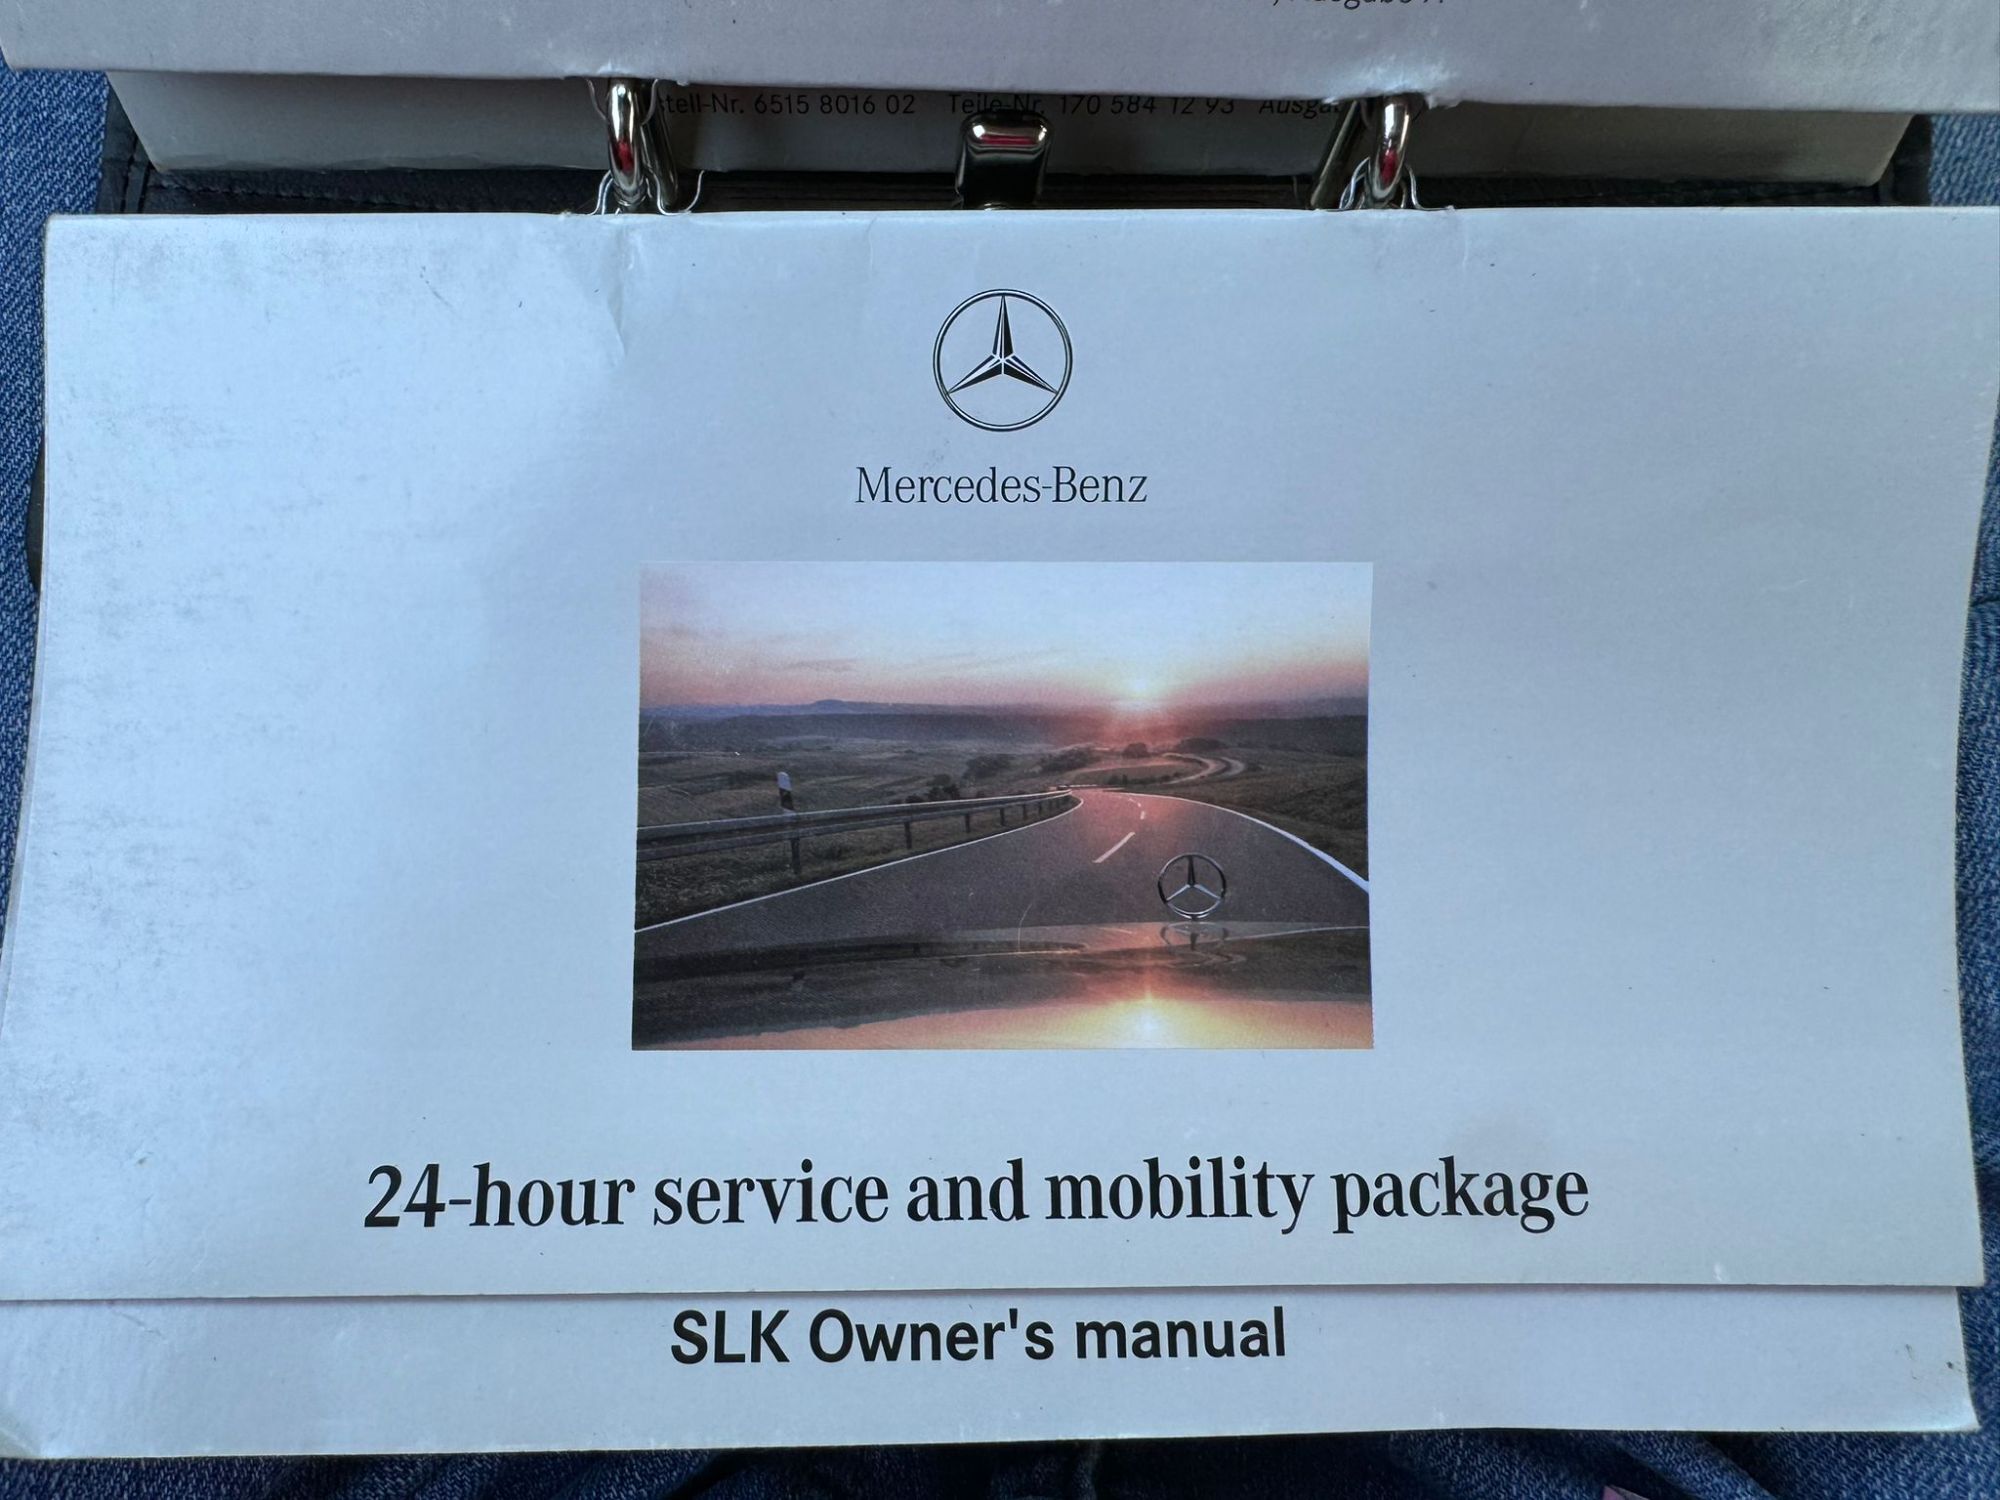 Bestell-Nr. 6515 8016 02 Teile-Nr. 170 584 12 93
Mercedes-Benz
24-hour service and mobility package
SLK Owner's manual